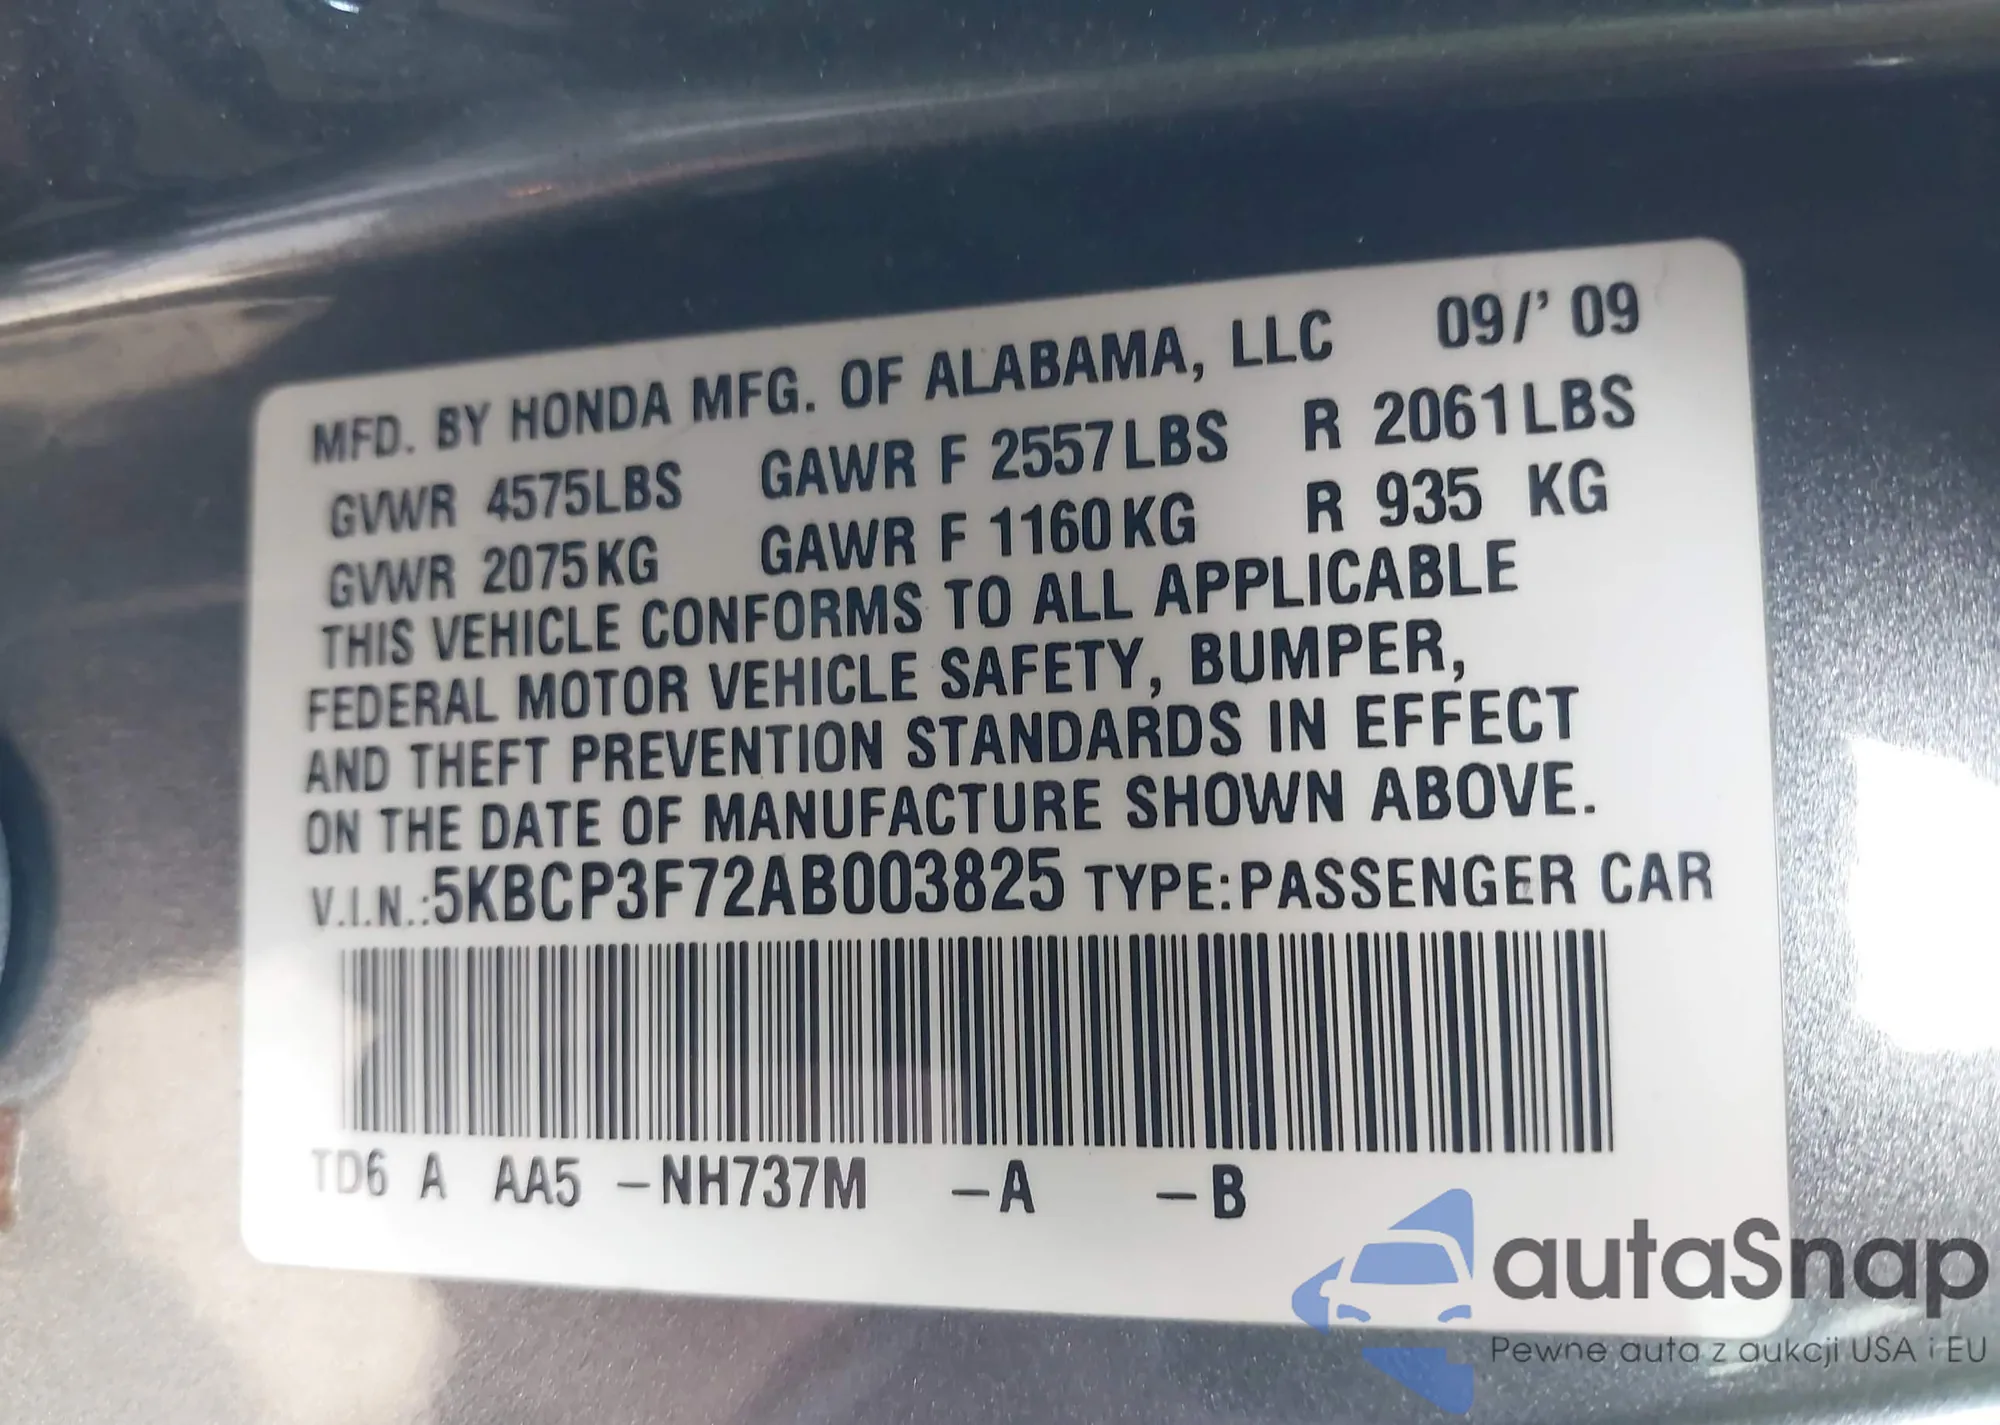 MFD. BY HONDA MFG. OF ALABAMA, LLC 09/' 09
GVWR 4575LBS GAWR F 2557LBS R 2061LBS
GVWR 2075KG GAWR F 1160KG R 935 KG
THIS VEHICLE CONFORMS TO ALL APPLICABLE
FEDERAL MOTOR VEHICLE SAFETY, BUMPER,
AND THEFT PREVENTION STANDARDS IN EFFECT
ON THE DATE OF MANUFACTURE SHOWN ABOVE.
V.I.N.:5KBCP3F72AB003825 TYPE:PASSENGER CAR
TD6 A AA5 -NH737M -A -B
autaSnap
Pewne auta z aukcji USA i EU